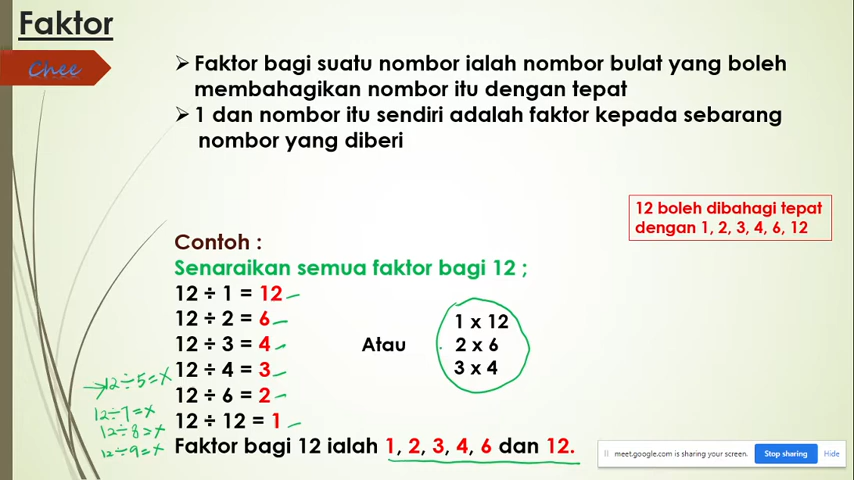 Faktor
Chee
➢ Faktor bagi suatu nombor ialah nombor bulat yang boleh
membahagikan nombor itu dengan tepat
➢ 1 dan nombor itu sendiri adalah faktor kepada sebarang
nombor yang diberi
12 boleh dibahagi tepat
dengan 1, 2, 3, 4, 6, 12
Contoh :
Senaraikan semua faktor bagi 12 ;
12 ÷ 1 = 12
12 ÷ 2 = 6
12 ÷ 3 = 4
12 ÷ 4 = 3
12 ÷ 6 = 2
12 ÷ 12 = 1
Atau
1 x 12
2 x 6
3 x 4
12÷5=x
12÷7=x
12÷8=x
12÷9=x
Faktor bagi 12 ialah 1, 2, 3, 4, 6 dan 12.
meet.google.com is sharing your screen.
Stop sharing
Hide